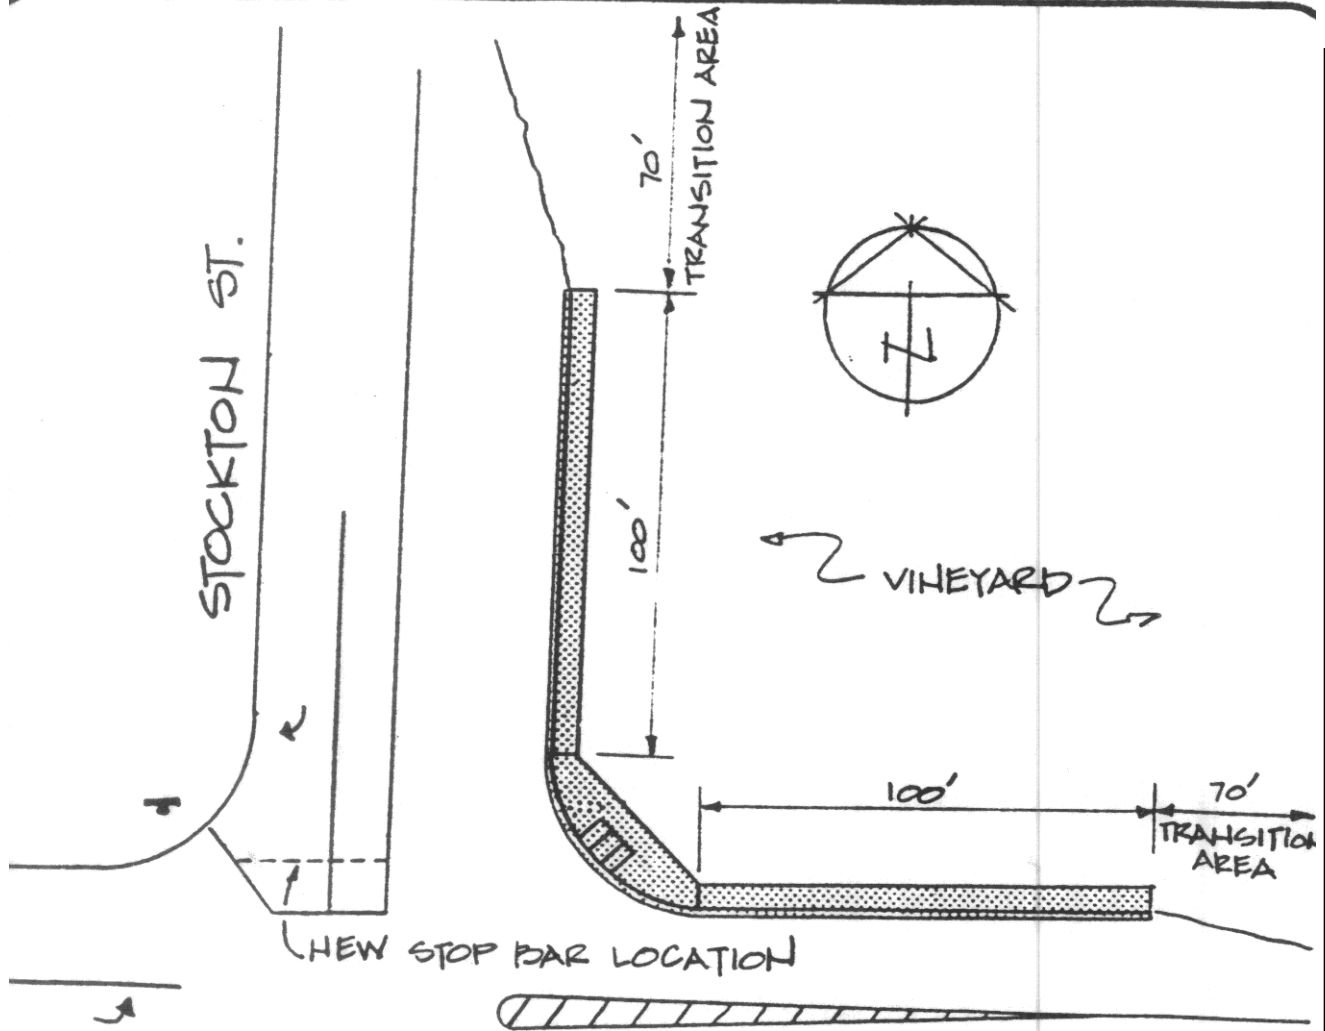 70'
TRANSITION AREA
STOCKTON ST.
N
100'
VINEYARD
100'
70'
TRANSITION
AREA
NEW STOP BAR LOCATION